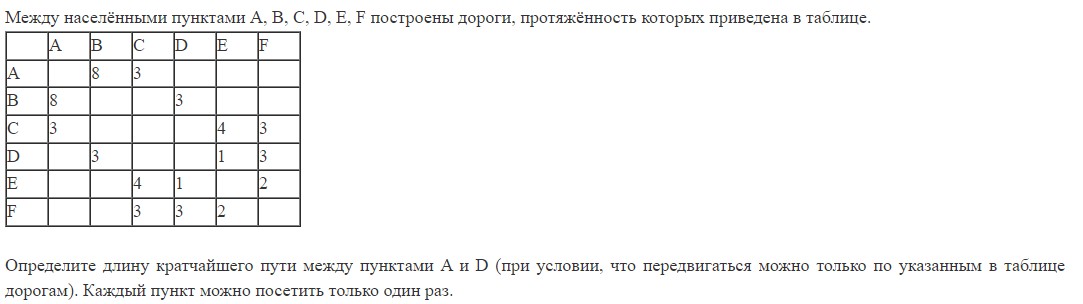 Между населёнными пунктами A, B, C, D, E, F построены дороги, протяжённость которых приведена в таблице.
A B C D E F
A 8 3
B 8 3
C 3 4 3
D 3 1 3
E 4 1 2
F 3 3 2
Определите длину кратчайшего пути между пунктами A и D (при условии, что передвигаться можно только по указанным в таблице
дорогам). Каждый пункт можно посетить только один раз.